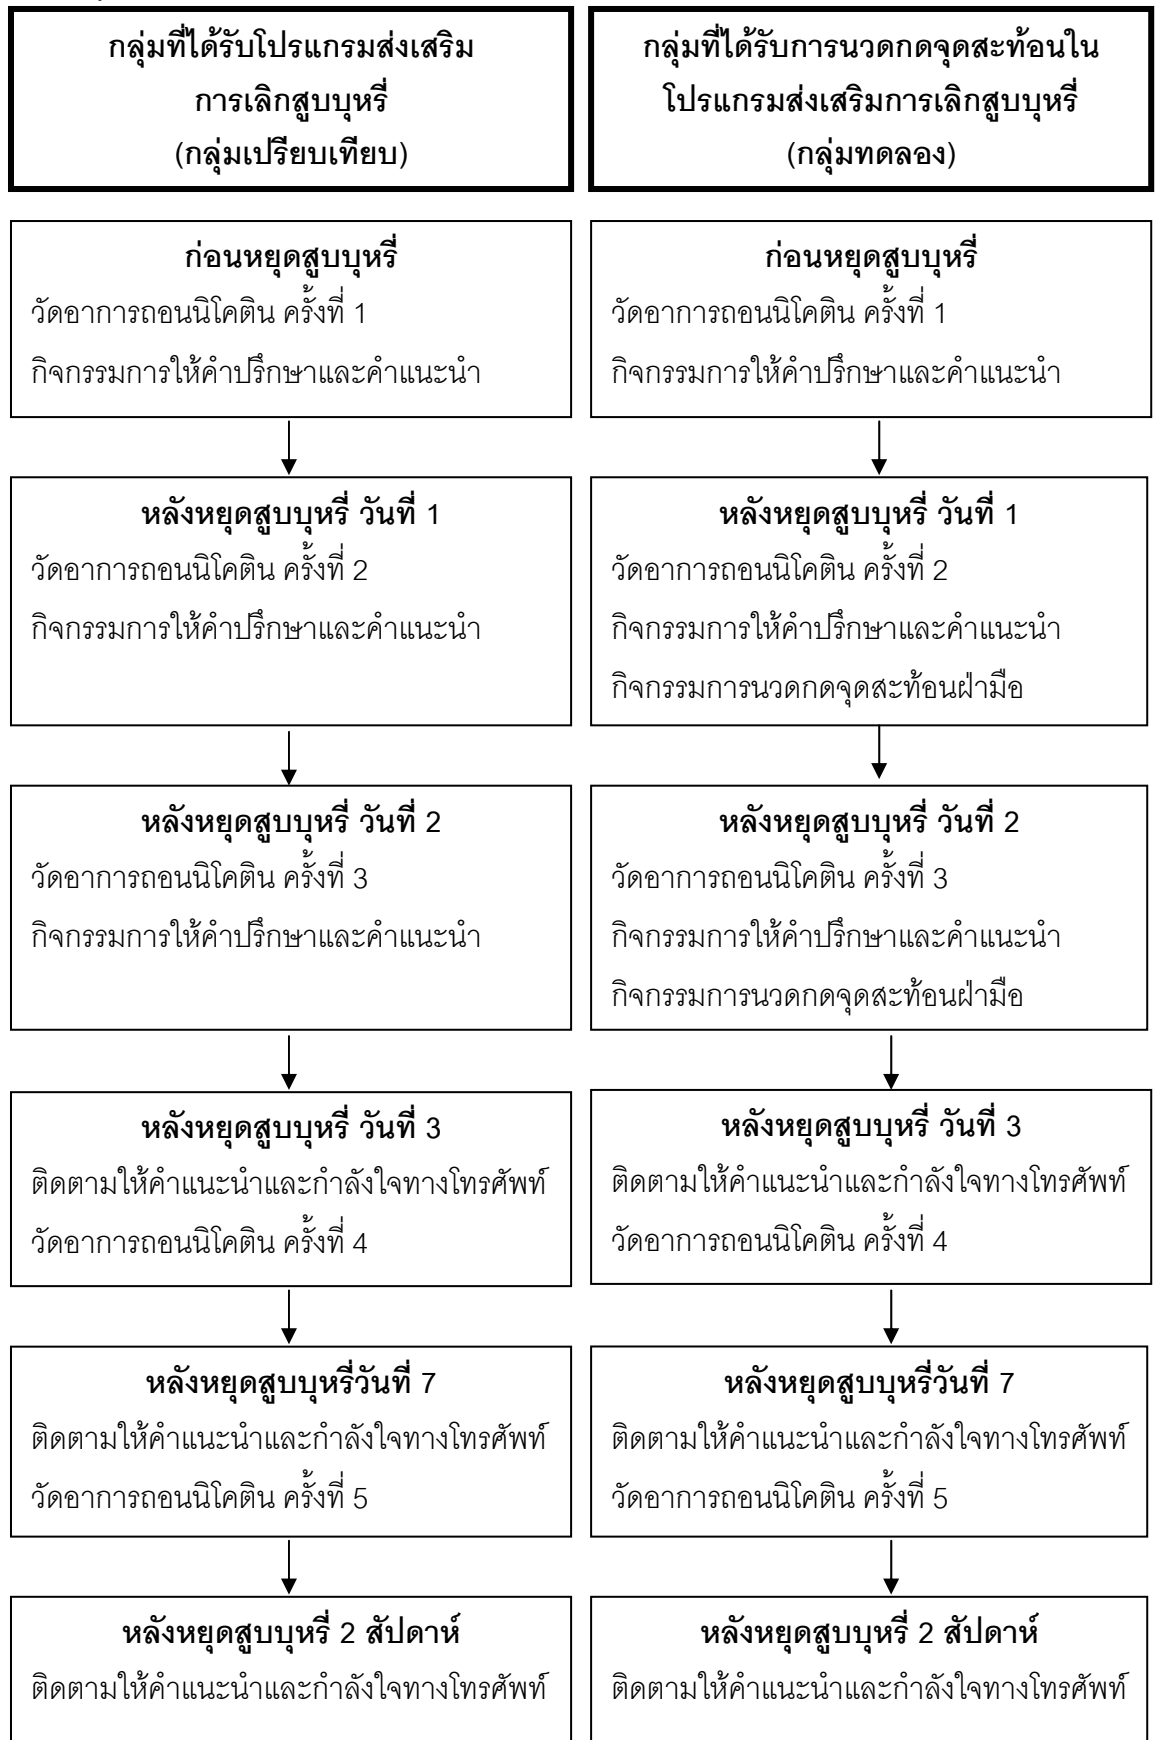 กลุ่มที่ได้รับโปรแกรมส่งเสริม
การเลิกสูบบุหรี่
(กลุ่มเปรียบเทียบ)
กลุ่มที่ได้รับการนวดกดจุดสะท้อนใน
โปรแกรมส่งเสริมการเลิกสูบบุหรี่
(กลุ่มทดลอง)
ก่อนหยุดสูบบุหรี่
วัดอาการถอนนิโคติน ครั้งที่ 1
กิจกรรมการให้คำปรึกษาและคำแนะนำ
ก่อนหยุดสูบบุหรี่
วัดอาการถอนนิโคติน ครั้งที่ 1
กิจกรรมการให้คำปรึกษาและคำแนะนำ
หลังหยุดสูบบุหรี่ วันที่ 1
วัดอาการถอนนิโคติน ครั้งที่ 2
กิจกรรมการให้คำปรึกษาและคำแนะนำ
หลังหยุดสูบบุหรี่ วันที่ 1
วัดอาการถอนนิโคติน ครั้งที่ 2
กิจกรรมการให้คำปรึกษาและคำแนะนำ
กิจกรรมการนวดกดจุดสะท้อนฝ่ามือ
หลังหยุดสูบบุหรี่ วันที่ 2
วัดอาการถอนนิโคติน ครั้งที่ 3
กิจกรรมการให้คำปรึกษาและคำแนะนำ
หลังหยุดสูบบุหรี่ วันที่ 2
วัดอาการถอนนิโคติน ครั้งที่ 3
กิจกรรมการให้คำปรึกษาและคำแนะนำ
กิจกรรมการนวดกดจุดสะท้อนฝ่ามือ
หลังหยุดสูบบุหรี่ วันที่ 3
ติดตามให้คำแนะนำและกำลังใจทางโทรศัพท์
วัดอาการถอนนิโคติน ครั้งที่ 4
หลังหยุดสูบบุหรี่ วันที่ 3
ติดตามให้คำแนะนำและกำลังใจทางโทรศัพท์
วัดอาการถอนนิโคติน ครั้งที่ 4
หลังหยุดสูบบุหรี่วันที่ 7
ติดตามให้คำแนะนำและกำลังใจทางโทรศัพท์
วัดอาการถอนนิโคติน ครั้งที่ 5
หลังหยุดสูบบุหรี่วันที่ 7
ติดตามให้คำแนะนำและกำลังใจทางโทรศัพท์
วัดอาการถอนนิโคติน ครั้งที่ 5
หลังหยุดสูบบุหรี่ 2 สัปดาห์
ติดตามให้คำแนะนำและกำลังใจทางโทรศัพท์
หลังหยุดสูบบุหรี่ 2 สัปดาห์
ติดตามให้คำแนะนำและกำลังใจทางโทรศัพท์